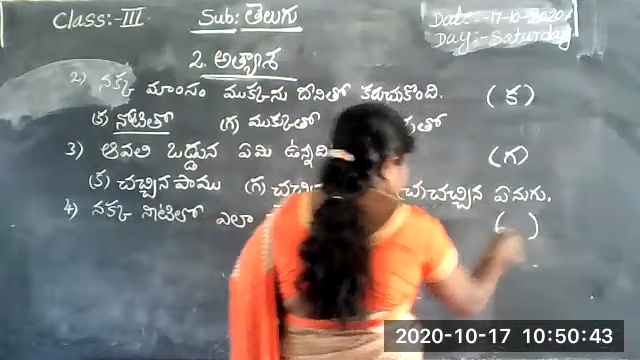 Class:- III Sub: తెలుగు Date:-17-10-2020
Day:- Saturday
2. అత్యాశ
2) నక్క మాంసం ముక్కను దేనితో కరుచుకొంది. (క)
(క) నోటితో (గ) ముక్కుతో
3) ఆవలి ఒడ్డున ఏమి ఉన్నది (గ)
(క) చచ్చిన పాము (గ) (చ) చచ్చిన ఏనుగు.
4) నక్క నీటిలో ఎలా ( )
2020-10-17 10:50:43